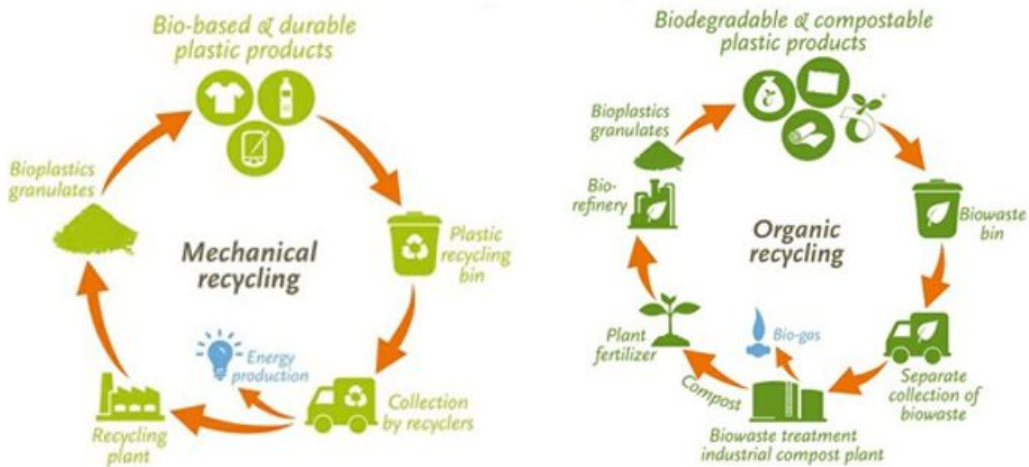 Bio-based & durable
plastic products
Bioplastics
granulates
Mechanical
recycling
Plastic
recycling
bin
Energy
production
Collection
by recyclers
Recycling
plant
Biodegradable & compostable
plastic products
Bioplastics
granulates
Bio-
refinery
Organic
recycling
Biowaste
bin
Plant
fertilizer
Bio-gas
Compost
Separate
collection of
biowaste
Biowaste treatment
industrial compost plant